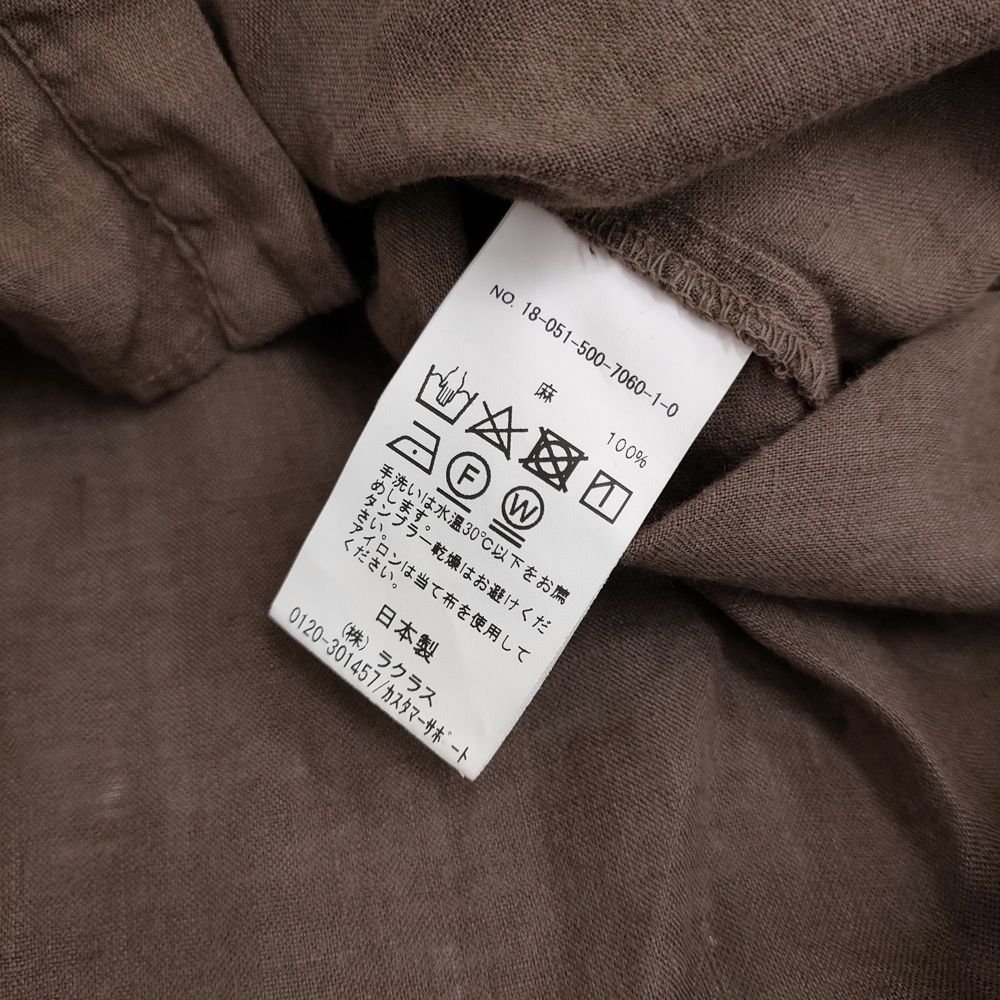 NO. 18-051-500-7060-1-0
麻
100%
F
W
手洗いは水温30℃以下をお薦
めします。
タンブラー乾燥はお避けくだ
さい。
アイロンは当て布を使用して
ください。
日本製
(株) ラクラス
0120-301457/カスタマーサポート